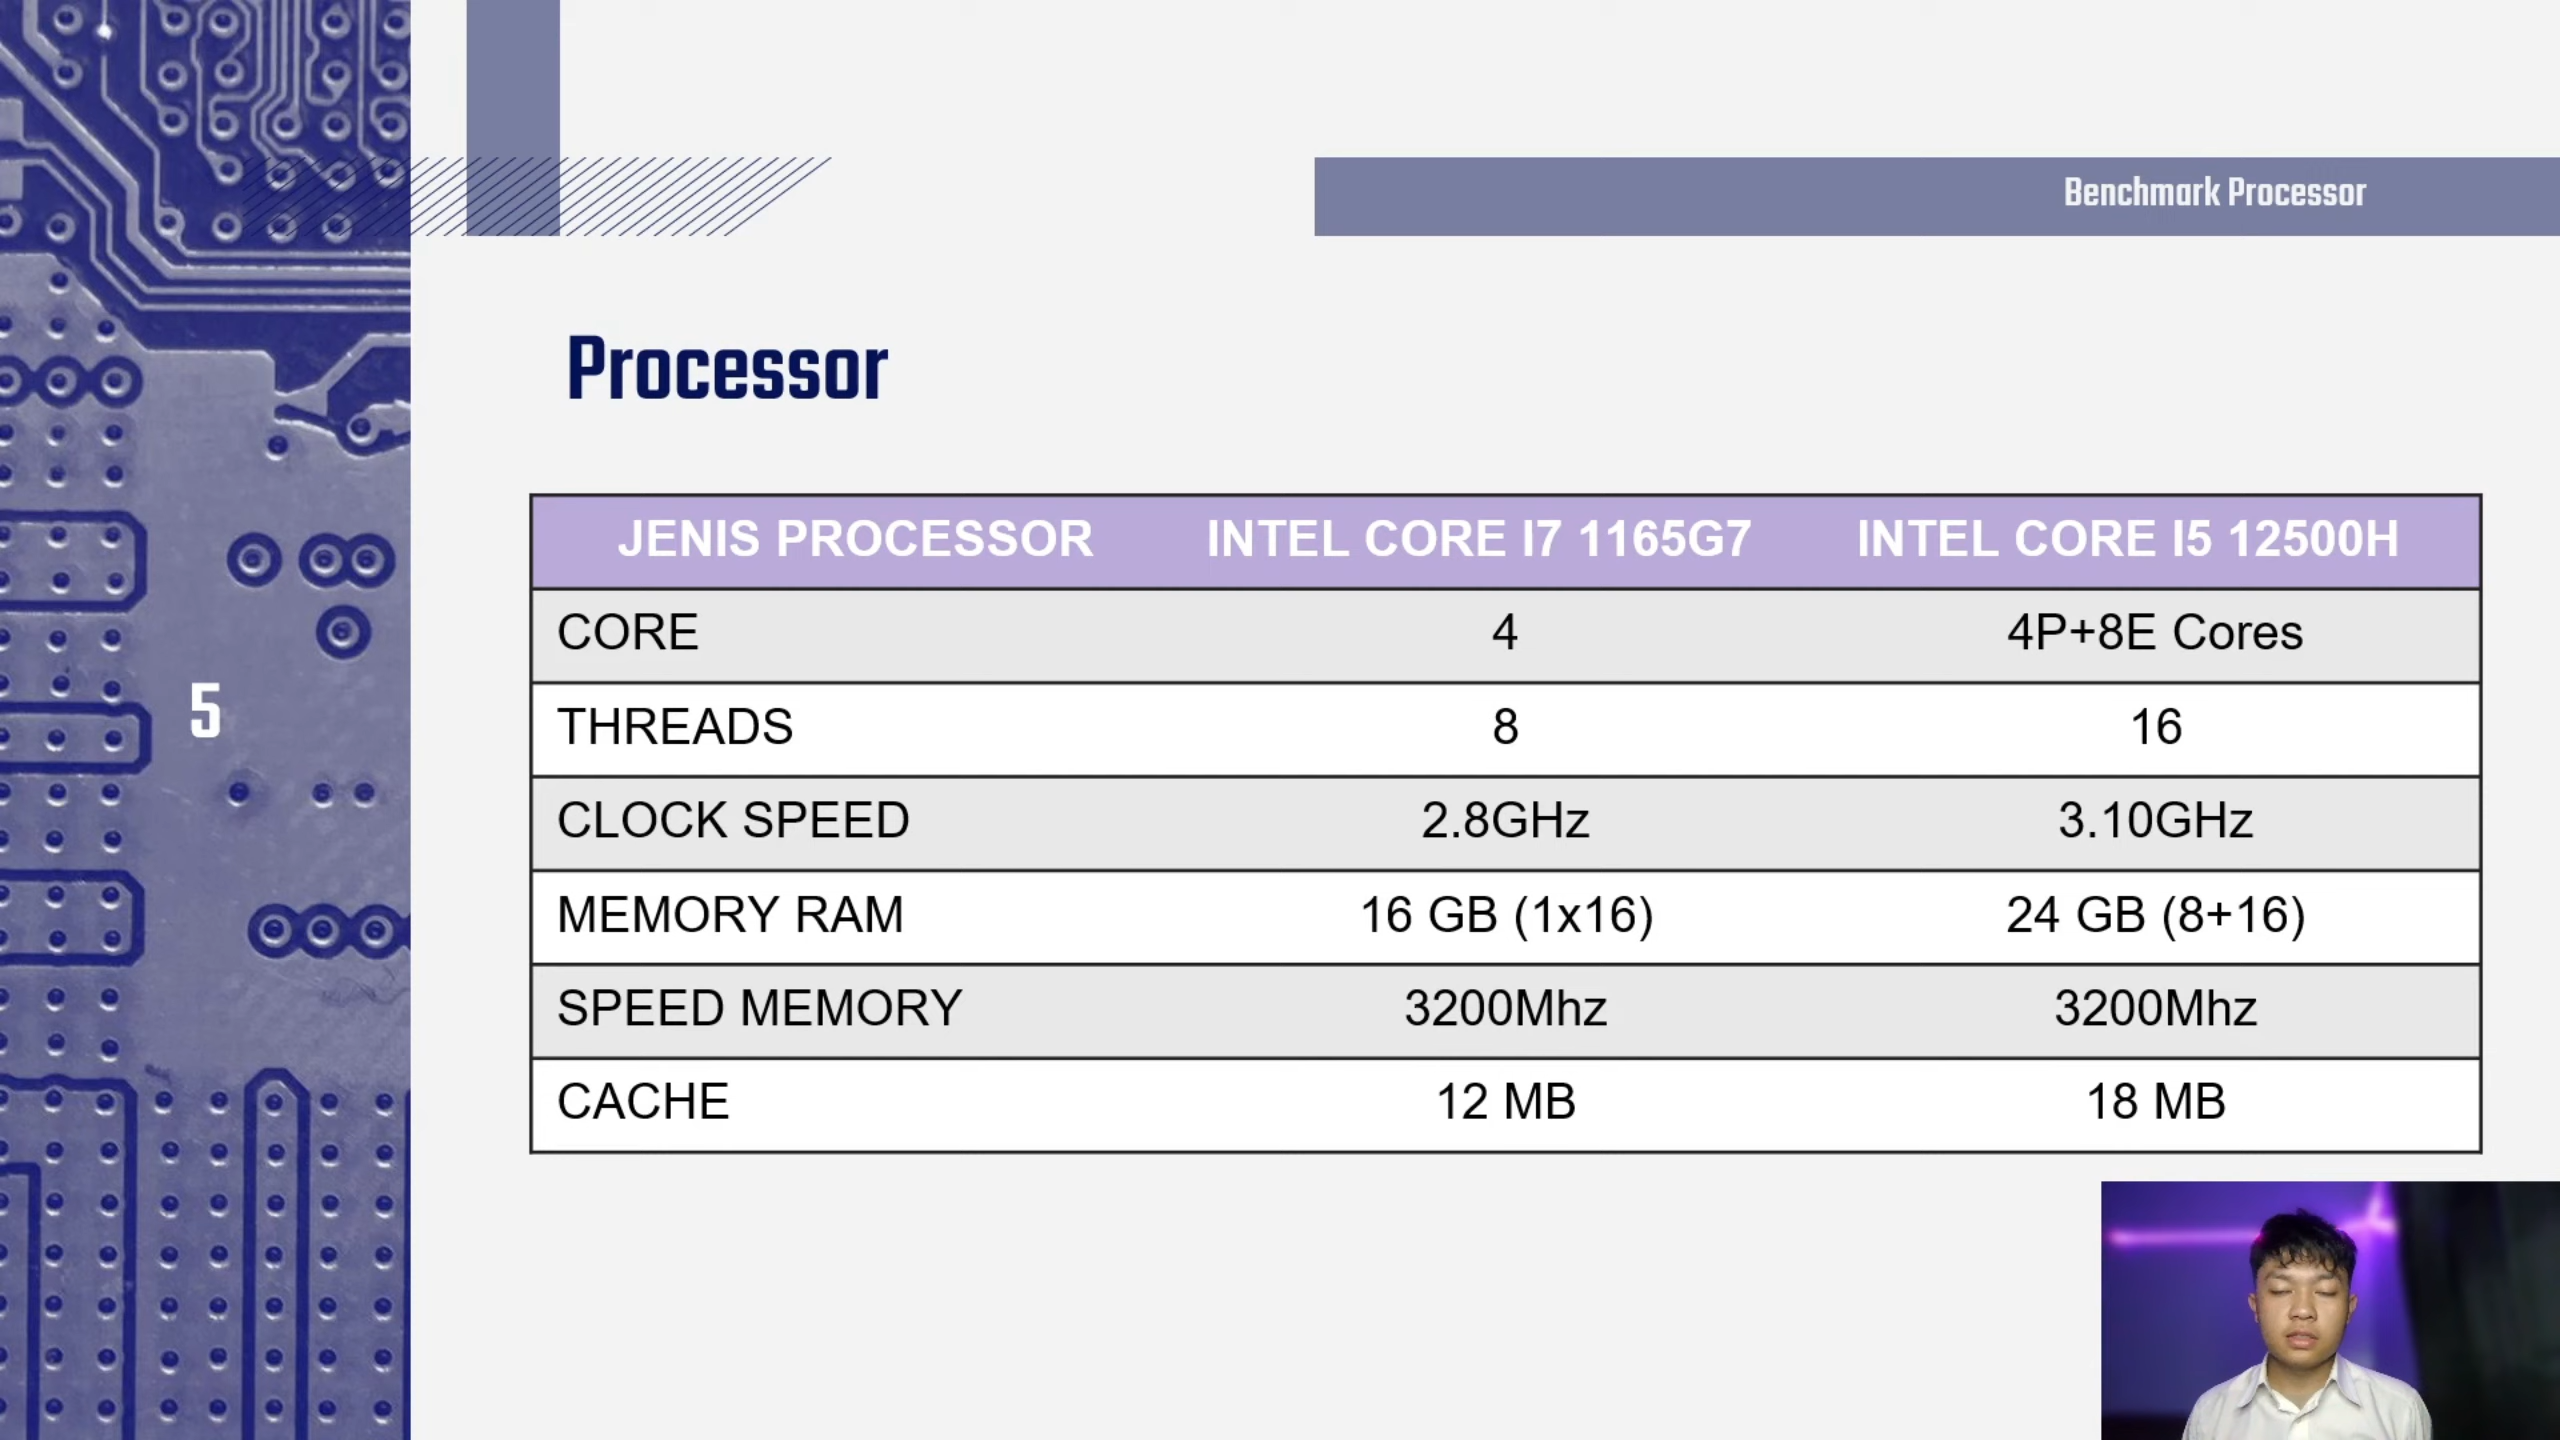 Benchmark Processor
Processor
5
JENIS PROCESSOR INTEL CORE I7 1165G7 INTEL CORE I5 12500H
CORE 4 4P+8E Cores
THREADS 8 16
CLOCK SPEED 2.8GHz 3.10GHz
MEMORY RAM 16 GB (1x16) 24 GB (8+16)
SPEED MEMORY 3200Mhz 3200Mhz
CACHE 12 MB 18 MB